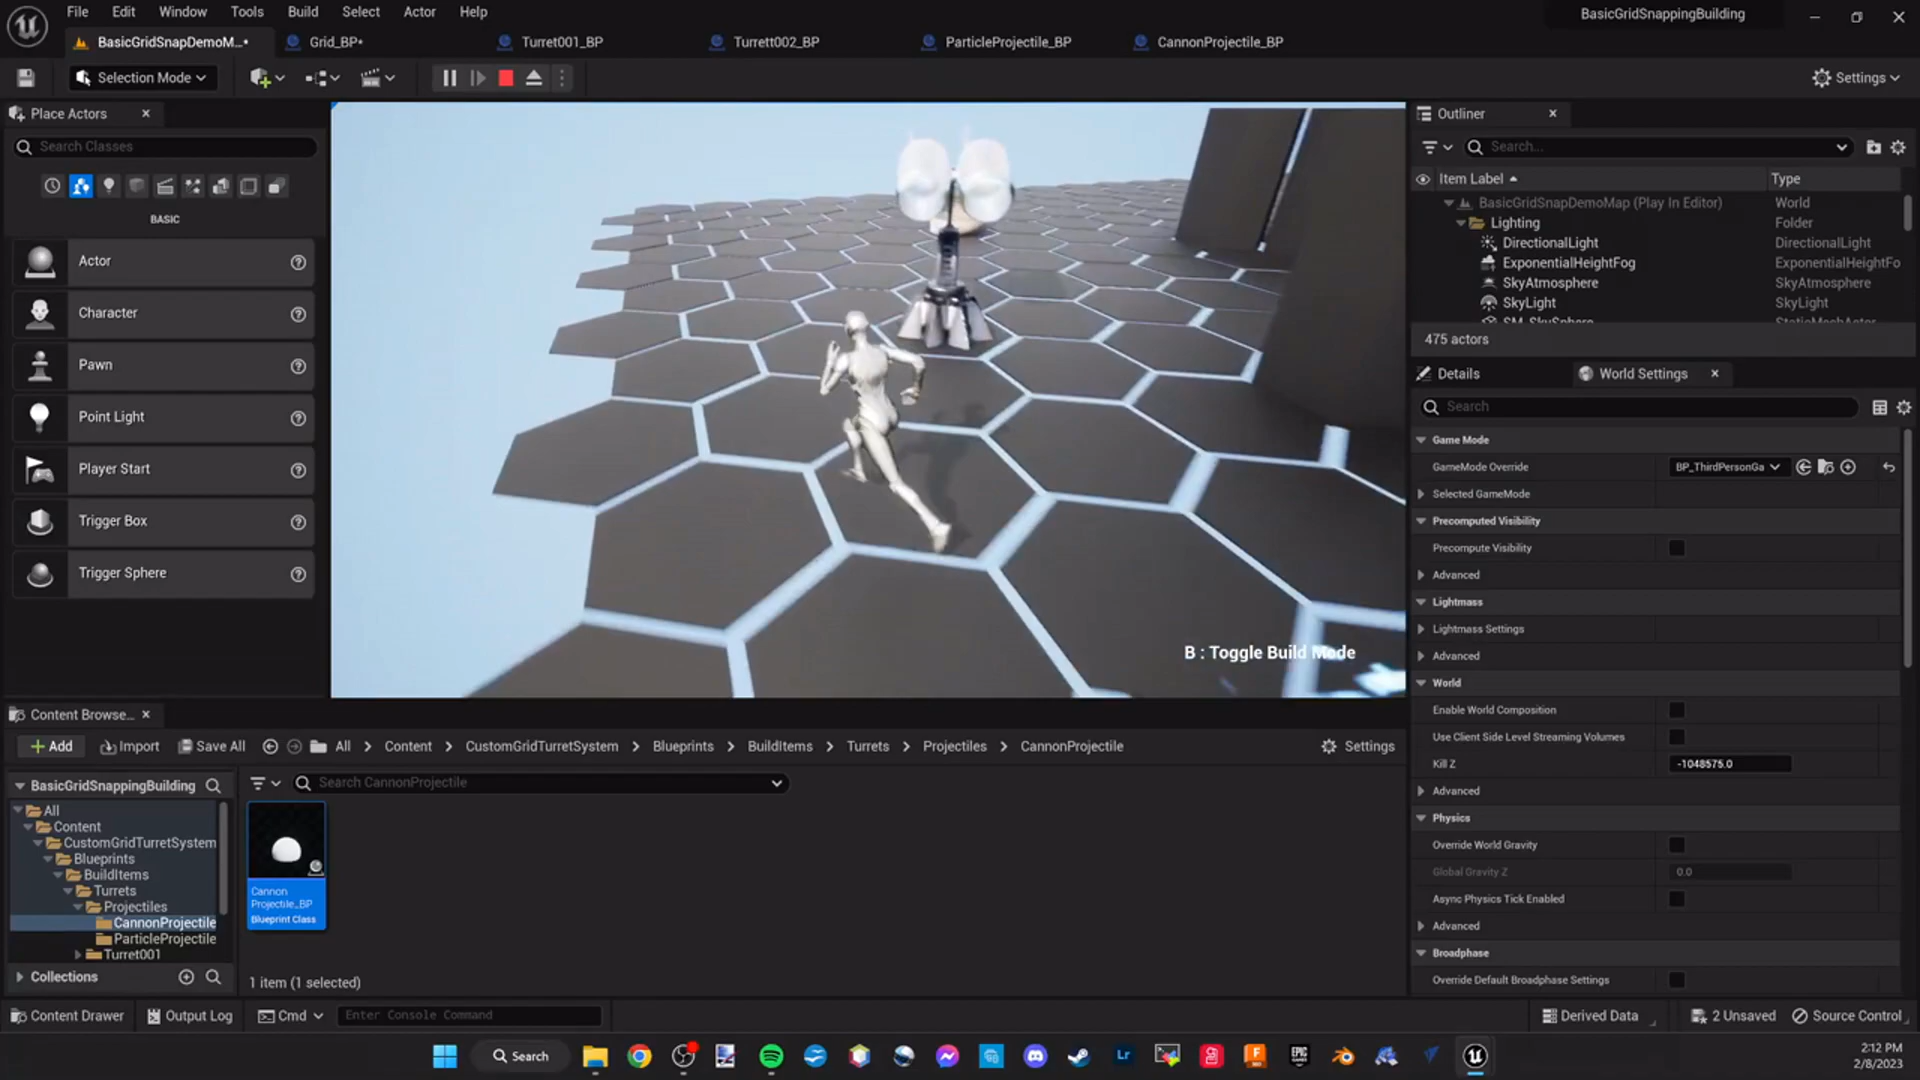 File Edit Window Tools Build Select Actor Help
BasicGridSnappingBuilding
BasicGridSnapDemoM...• Grid_BP• Turret001_BP Turrett002_BP ParticleProjectile_BP CannonProjectile_BP
Selection Mode
Settings
Place Actors
Search Classes
BASIC
Actor
Character
Pawn
Point Light
Player Start
Trigger Box
Trigger Sphere
B : Toggle Build Mode
Outliner
Search...
Item Label Type
BasicGridSnapDemoMap (Play In Editor) World
Lighting Folder
DirectionalLight DirectionalLight
ExponentialHeightFog ExponentialHeightFo
SkyAtmosphere SkyAtmosphere
SkyLight SkyLight
SM_SkySphere StaticMeshActor
475 actors
Details World Settings
Search
Game Mode
GameMode Override BP_ThirdPersonGa
Selected GameMode
Precomputed Visibility
Precompute Visibility
Advanced
Lightmass
Lightmass Settings
Advanced
World
Enable World Composition
Use Client Side Level Streaming Volumes
Kill Z -1048575.0
Advanced
Physics
Override World Gravity
Global Gravity Z 0.0
Async Physics Tick Enabled
Advanced
Broadphase
Override Default Broadphase Settings
Content Browse...
Add Import Save All All Content CustomGridTurretSystem Blueprints BuildItems Turrets Projectiles CannonProjectile Settings
BasicGridSnappingBuilding
Search CannonProjectile
All
Content
CustomGridTurretSystem
Blueprints
BuildItems
Turrets
Projectiles
CannonProjectile
ParticleProjectile
Turret001
Collections
Cannon
Projectile_BP
Blueprint Class
1 item (1 selected)
Content Drawer Output Log Cmd Enter Console Command Derived Data 2 Unsaved Source Control
Search
Lr
EPIC
2:12 PM
2/8/2023